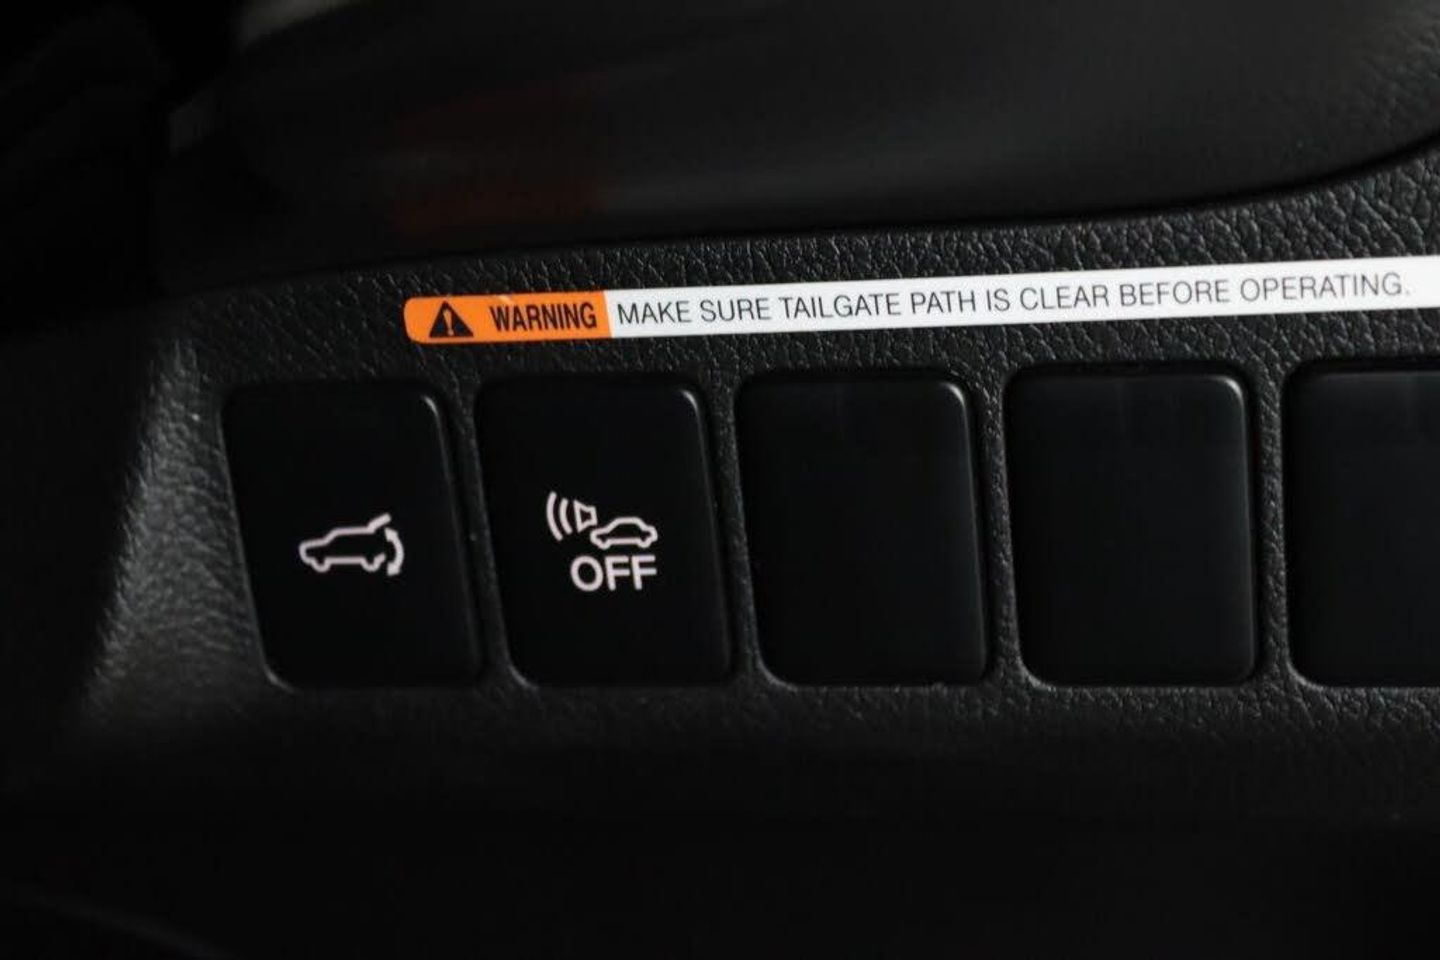 WARNING MAKE SURE TAILGATE PATH IS CLEAR BEFORE OPERATING.
OFF